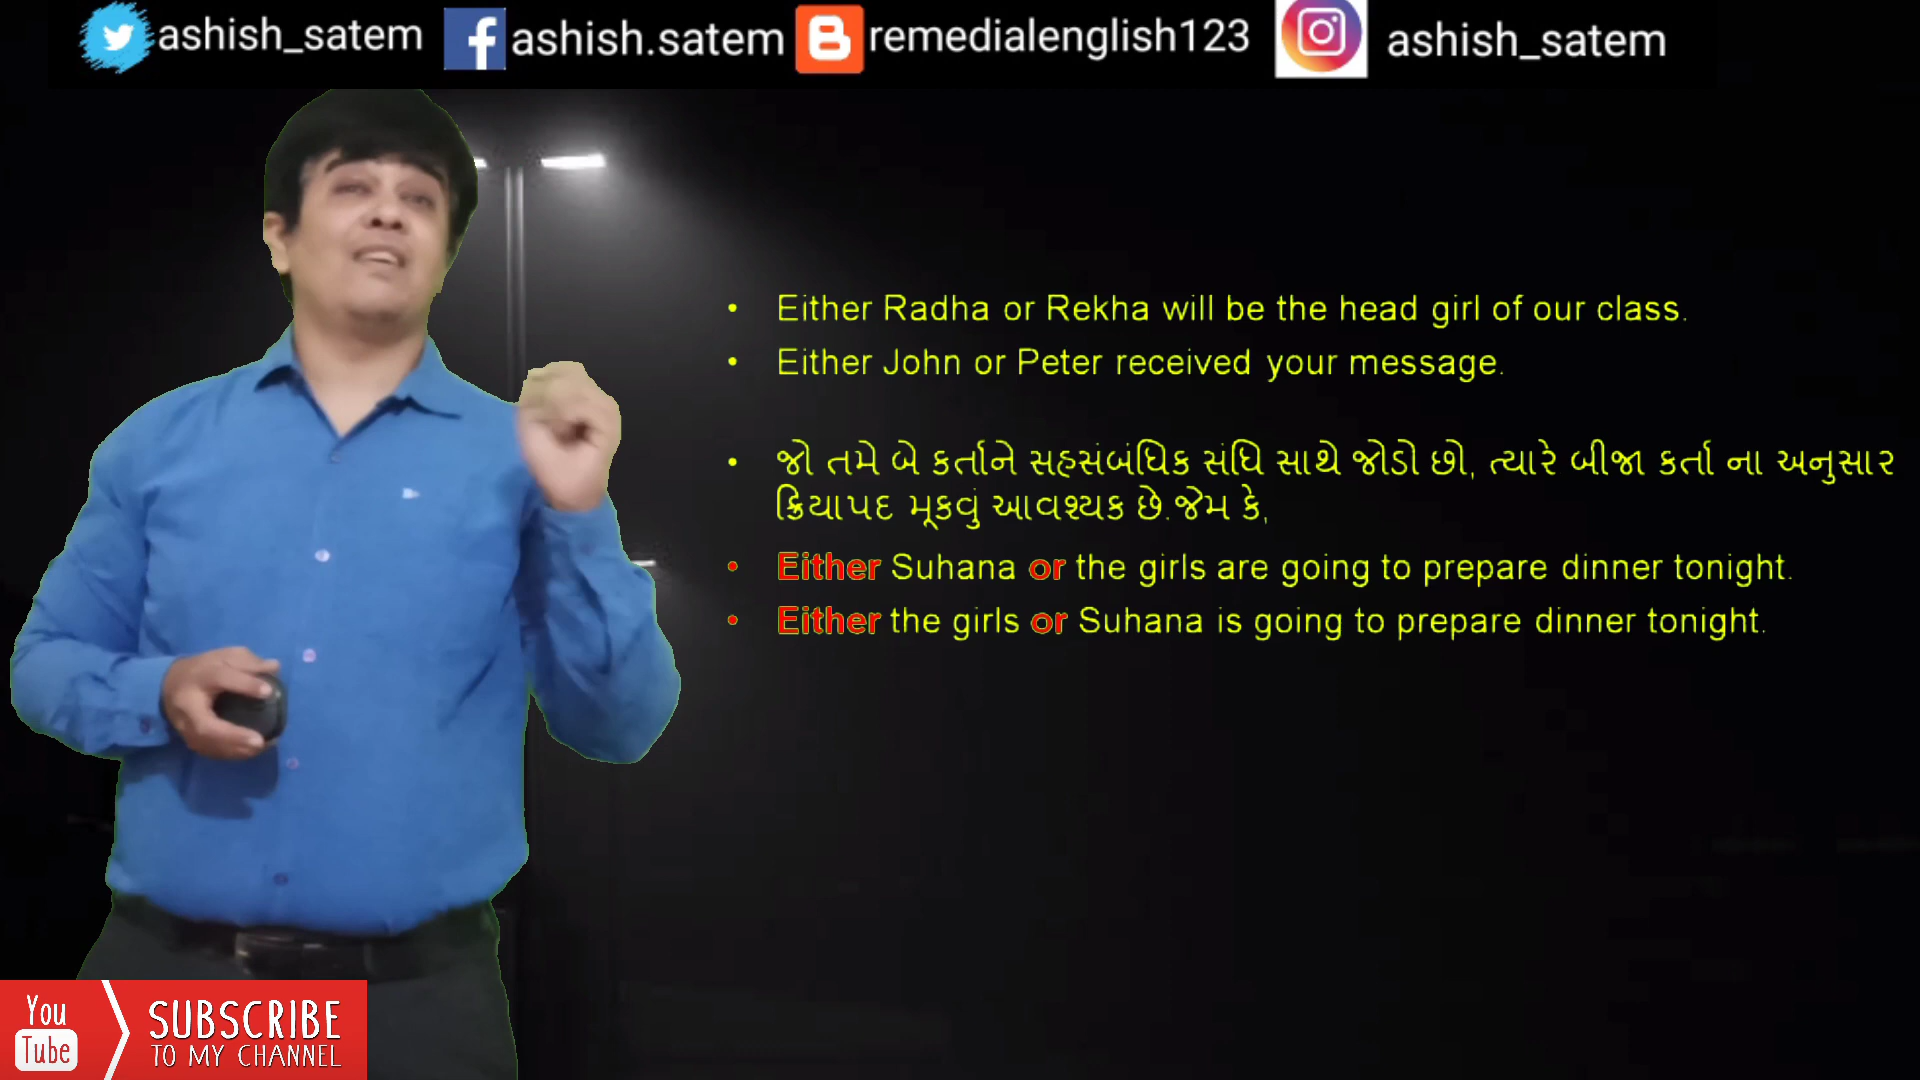 ashish_satem ashish.satem remedialenglish123 ashish_satem
• Either Radha or Rekha will be the head girl of our class.
• Either John or Peter received your message.
• જો તમે બે કર્તાને સહસંબંધિક સંધિ સાથે જોડો છો, ત્યારે બીજા કર્તા ના અનુસાર
ક્રિયાપદ મૂકવું આવશ્યક છે.જેમ કે,
• Either Suhana or the girls are going to prepare dinner tonight.
• Either the girls or Suhana is going to prepare dinner tonight.
You
Tube
SUBSCRIBE
TO MY CHANNEL